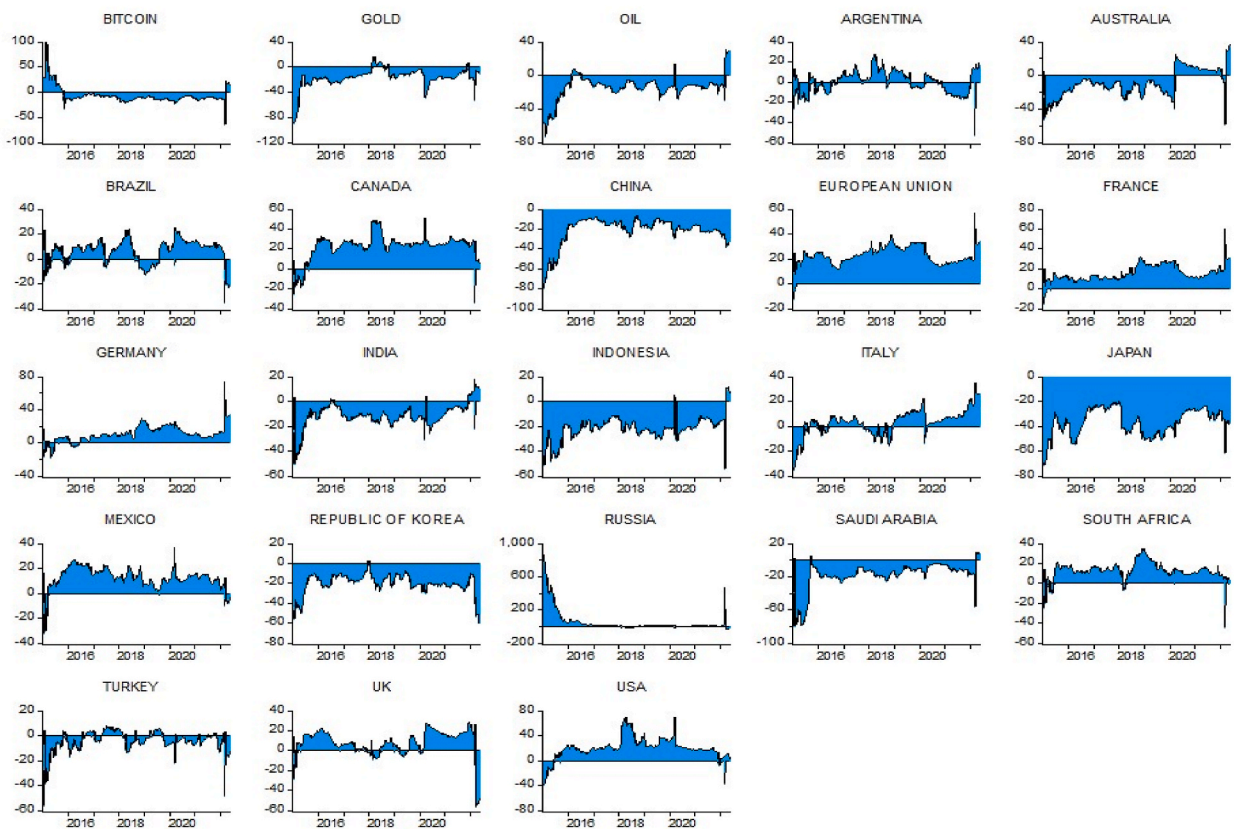 BITCOIN
100
50
0
-50
-100
2016 2018 2020
GOLD
40
0
-40
-80
-120
2016 2018 2020
OIL
40
0
-40
-80
2016 2018 2020
ARGENTINA
40
20
0
-20
-40
-60
2016 2018 2020
AUSTRALIA
40
0
-40
-80
2016 2018 2020
BRAZIL
40
20
0
-20
-40
2016 2018 2020
CANADA
60
40
20
0
-20
-40
2016 2018 2020
CHINA
0
-20
-40
-60
-80
-100
2016 2018 2020
EUROPEAN UNION
60
40
20
0
-20
2016 2018 2020
FRANCE
80
40
20
0
-20
2016 2018 2020
GERMANY
80
40
0
-40
2016 2018 2020
INDIA
20
0
-20
-40
-60
2016 2018 2020
INDONESIA
20
0
-20
-40
-60
2016 2018 2020
ITALY
40
20
0
-20
-40
2016 2018 2020
JAPAN
0
-20
-40
-60
-80
2016 2018 2020
MEXICO
40
20
0
-20
-40
2016 2018 2020
REPUBLIC OF KOREA
20
0
-20
-40
-60
-80
2016 2018 2020
RUSSIA
1,000
600
200
-200
2016 2018 2020
SAUDI ARABIA
20
-20
-60
-100
2016 2018 2020
SOUTH AFRICA
40
20
0
-20
-40
-60
2016 2018 2020
TURKEY
20
0
-20
-40
-60
2016 2018 2020
UK
40
20
0
-20
-40
-60
2016 2018 2020
USA
80
40
0
-40
-80
2016 2018 2020